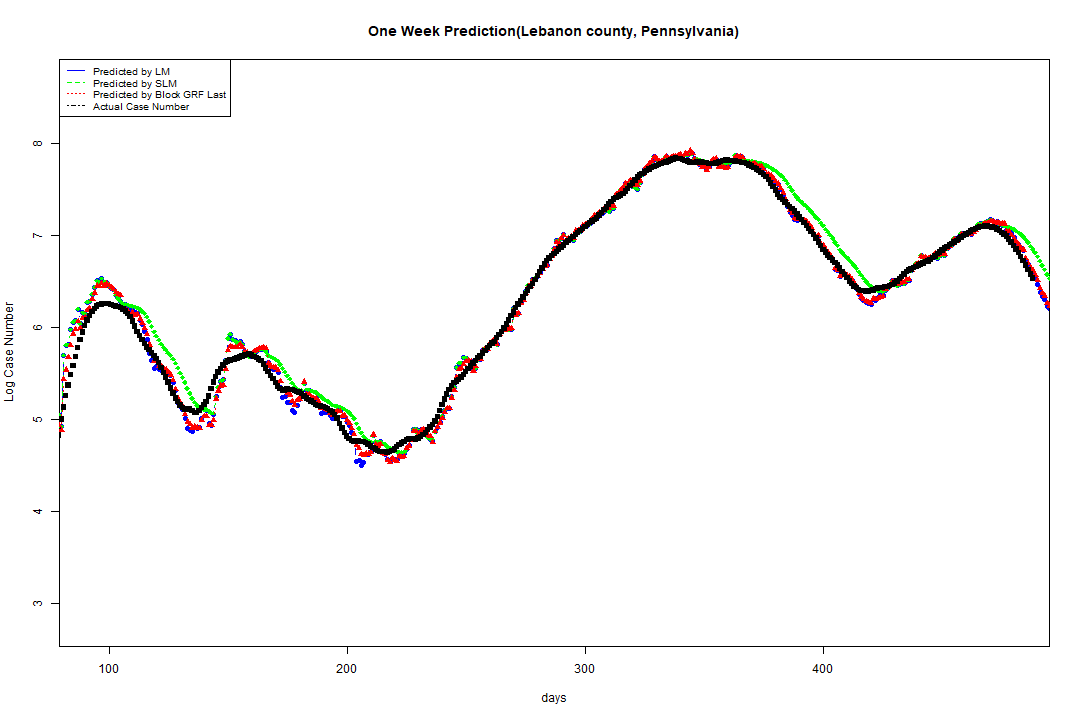 One Week Prediction(Lebanon county, Pennsylvania)
Predicted by LM
Predicted by SLM
Predicted by Block GRF Last
Actual Case Number
8
7
6
5
4
3
Log Case Number
100 200 300 400
days